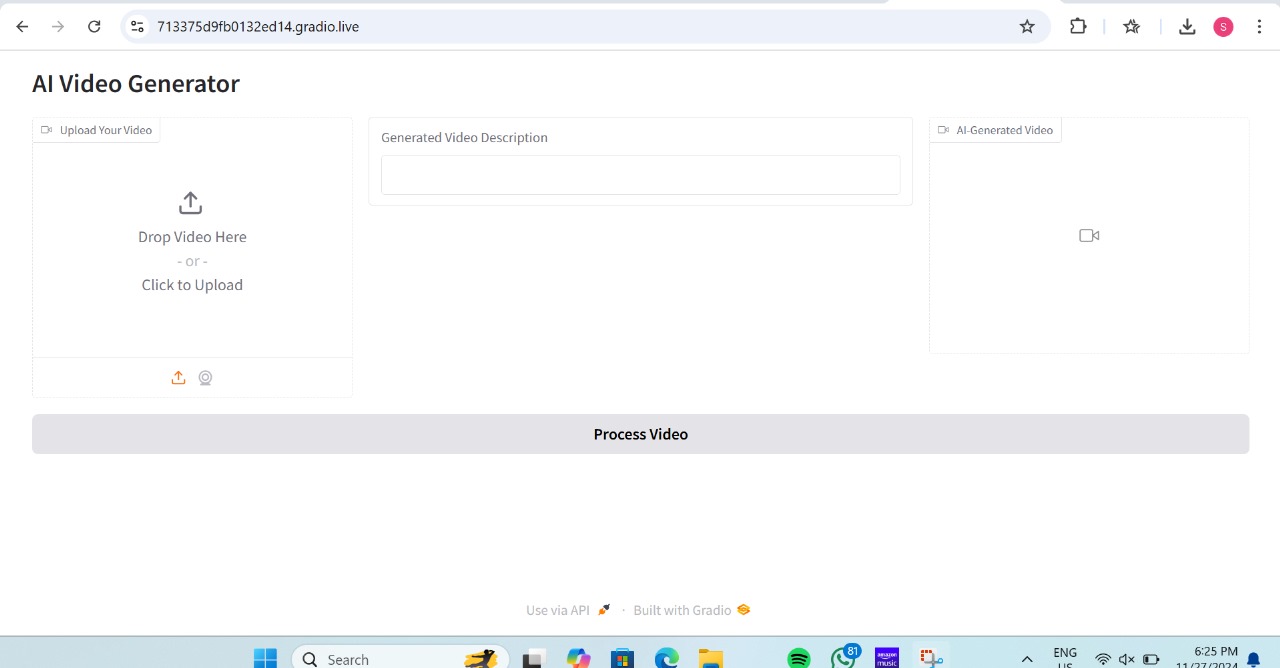 713375d9fb0132ed14.gradio.live
S
AI Video Generator
Upload Your Video
Drop Video Here
- or -
Click to Upload
Generated Video Description
AI-Generated Video
Process Video
Use via API · Built with Gradio
Search
81
amazon music
ENG
US
6:25 PM
11/27/2024